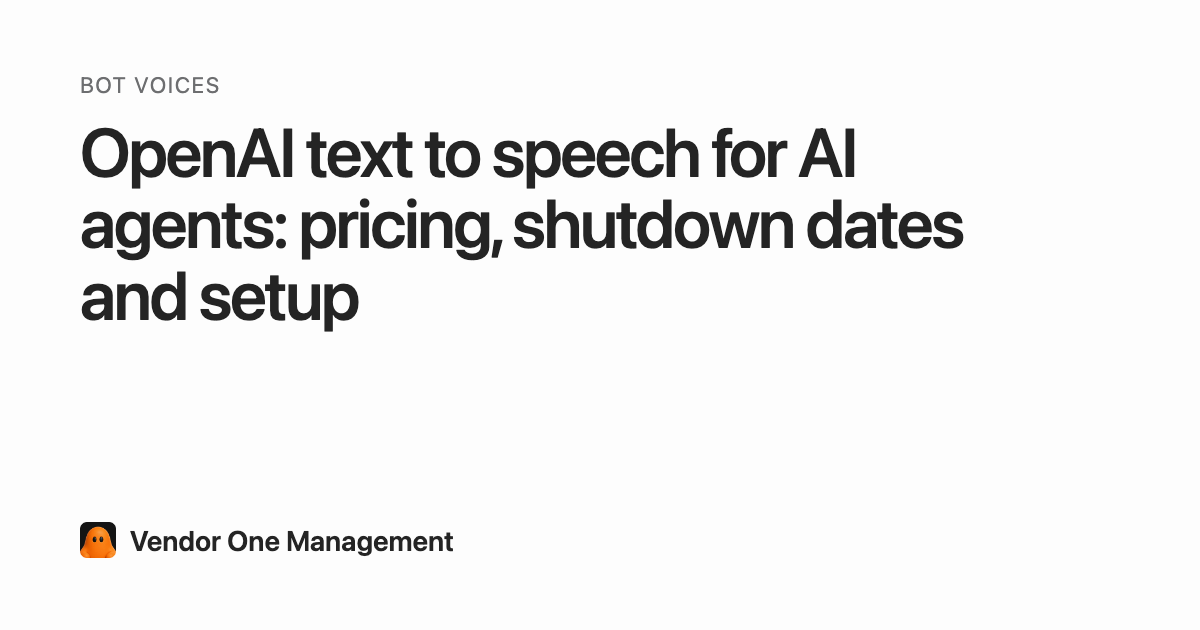 BOT VOICES
OpenAI text to speech for AI
agents: pricing, shutdown dates
and setup
Vendor One Management